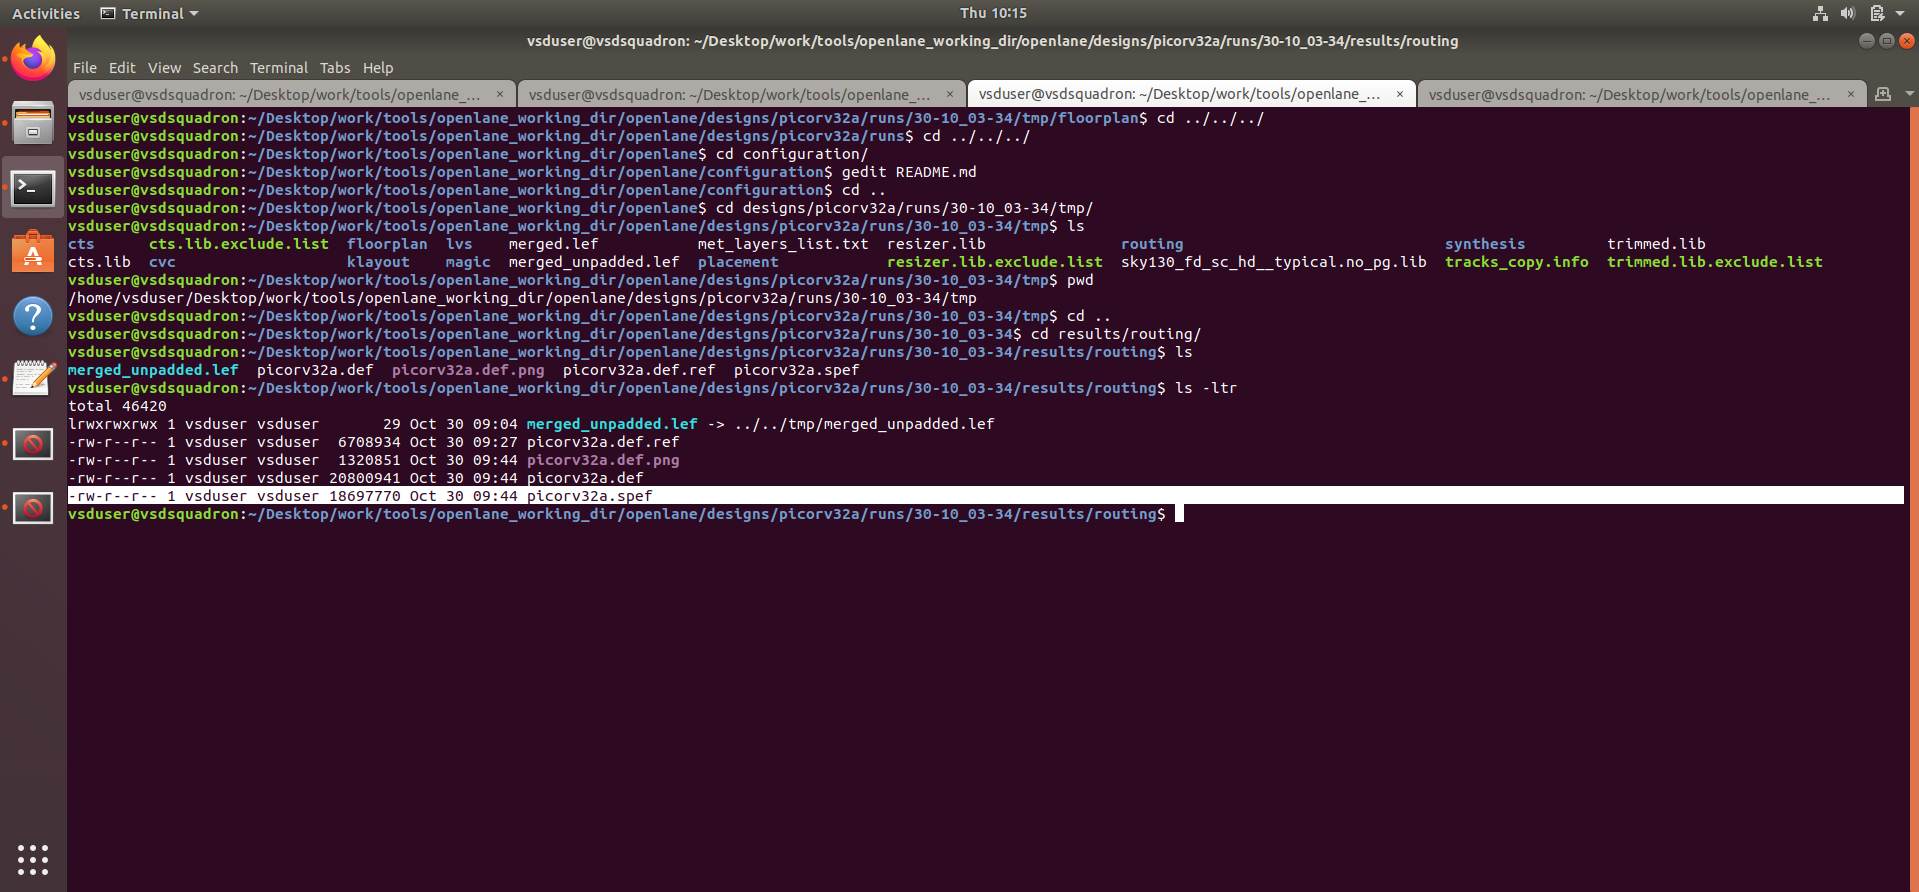 Activities Terminal Thu 10:15
vsduser@vsdsquadron: ~/Desktop/work/tools/openlane_working_dir/openlane/designs/picorv32a/runs/30-10_03-34/results/routing
File Edit View Search Terminal Tabs Help
vsduser@vsdsquadron: ~/Desktop/work/tools/openlane_... × vsduser@vsdsquadron: ~/Desktop/work/tools/openlane_... × vsduser@vsdsquadron: ~/Desktop/work/tools/openlane_... × vsduser@vsdsquadron: ~/Desktop/work/tools/openlane_... ×
vsduser@vsdsquadron:~/Desktop/work/tools/openlane_working_dir/openlane/designs/picorv32a/runs/30-10_03-34/tmp/floorplan$ cd ../../../
vsduser@vsdsquadron:~/Desktop/work/tools/openlane_working_dir/openlane/designs/picorv32a/runs$ cd ../../../
vsduser@vsdsquadron:~/Desktop/work/tools/openlane_working_dir/openlane$ cd configuration/
vsduser@vsdsquadron:~/Desktop/work/tools/openlane_working_dir/openlane/configuration$ gedit README.md
vsduser@vsdsquadron:~/Desktop/work/tools/openlane_working_dir/openlane/configuration$ cd ..
vsduser@vsdsquadron:~/Desktop/work/tools/openlane_working_dir/openlane$ cd designs/picorv32a/runs/30-10_03-34/tmp/
vsduser@vsdsquadron:~/Desktop/work/tools/openlane_working_dir/openlane/designs/picorv32a/runs/30-10_03-34/tmp$ ls
cts cts.lib.exclude.list floorplan lvs merged.lef met_layers_list.txt resizer.lib routing synthesis trimmed.lib
cts.lib cvc klayout magic merged_unpadded.lef placement resizer.lib.exclude.list sky130_fd_sc_hd__typical.no_pg.lib tracks_copy.info trimmed.lib.exclude.list
vsduser@vsdsquadron:~/Desktop/work/tools/openlane_working_dir/openlane/designs/picorv32a/runs/30-10_03-34/tmp$ pwd
/home/vsduser/Desktop/work/tools/openlane_working_dir/openlane/designs/picorv32a/runs/30-10_03-34/tmp
vsduser@vsdsquadron:~/Desktop/work/tools/openlane_working_dir/openlane/designs/picorv32a/runs/30-10_03-34/tmp$ cd ..
vsduser@vsdsquadron:~/Desktop/work/tools/openlane_working_dir/openlane/designs/picorv32a/runs/30-10_03-34$ cd results/routing/
vsduser@vsdsquadron:~/Desktop/work/tools/openlane_working_dir/openlane/designs/picorv32a/runs/30-10_03-34/results/routing$ ls
merged_unpadded.lef picorv32a.def picorv32a.def.png picorv32a.def.ref picorv32a.spef
vsduser@vsdsquadron:~/Desktop/work/tools/openlane_working_dir/openlane/designs/picorv32a/runs/30-10_03-34/results/routing$ ls -ltr
total 46420
lrwxrwxrwx 1 vsduser vsduser 29 Oct 30 09:04 merged_unpadded.lef -> ../../tmp/merged_unpadded.lef
-rw-r--r-- 1 vsduser vsduser 6708934 Oct 30 09:27 picorv32a.def.ref
-rw-r--r-- 1 vsduser vsduser 1320851 Oct 30 09:44 picorv32a.def.png
-rw-r--r-- 1 vsduser vsduser 20800941 Oct 30 09:44 picorv32a.def
-rw-r--r-- 1 vsduser vsduser 18697770 Oct 30 09:44 picorv32a.spef
vsduser@vsdsquadron:~/Desktop/work/tools/openlane_working_dir/openlane/designs/picorv32a/runs/30-10_03-34/results/routing$